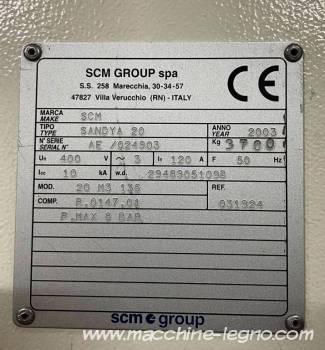 SCM GROUP spa
S.S. 258 Marecchia, 30-34-57
47827 Villa Verucchio (RN) - ITALY
CE
MARCA MAKE SCM
TIPO TYPE SANDYA 20 ANNO YEAR 2003
N° SERIE SERIAL N° AE /024903 Kg 3700
Un 400 V ~ 3 In 120 A F 50 Hz
Icc 10 kA w.d. 29489051098
MOD. 20 M3 135 REF.
COMP. R.0147.01 031924
P.MAX 8 BAR
scm group
www.macchine-legno.com